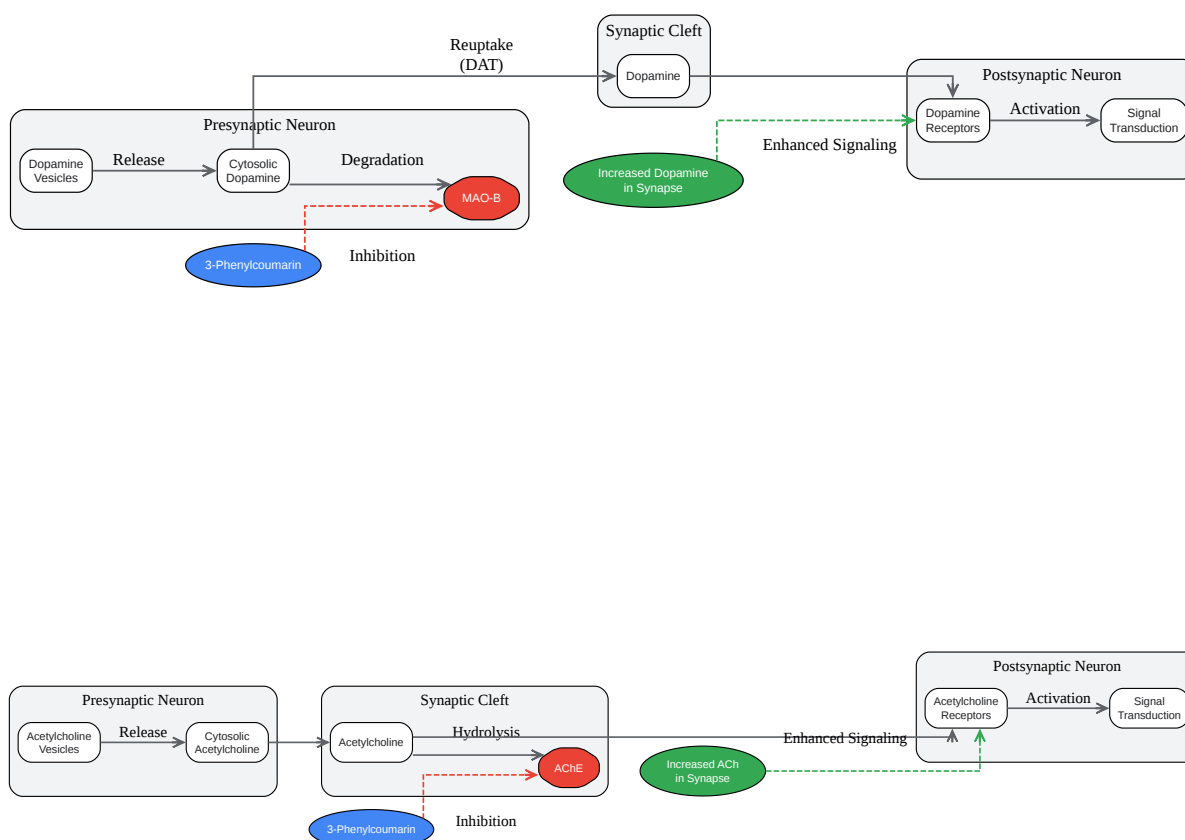 Synaptic Cleft
Reuptake
(DAT)
Dopamine
Postsynaptic Neuron
Presynaptic Neuron
Dopamine
Receptors
Activation
Signal
Transduction
Enhanced Signaling
Dopamine
Vesicles
Release
Cytosolic
Dopamine
Degradation
MAO-B
Increased Dopamine
in Synapse
3-Phenylcoumarin
Inhibition
Postsynaptic Neuron
Presynaptic Neuron
Synaptic Cleft
Acetylcholine
Receptors
Activation
Signal
Transduction
Acetylcholine
Vesicles
Release
Cytosolic
Acetylcholine
Acetylcholine
Hydrolysis
Enhanced Signaling
AChE
Increased ACh
in Synapse
3-Phenylcoumarin
Inhibition